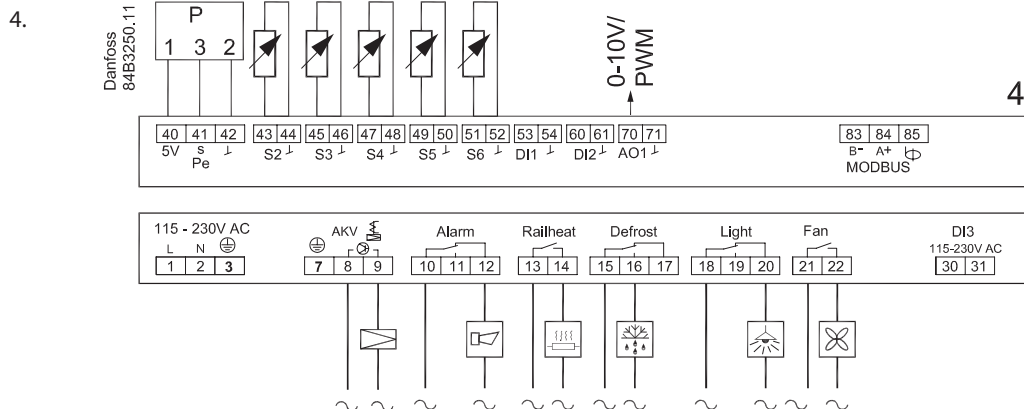 4.
Danfoss
84B3250.11
P
1 3 2
0-10V/
PWM
4
40 41 42 43 44 45 46 47 48 49 50 51 52 53 54 60 61 70 71 83 84 85
5V s ⊥ S2 ⊥ S3 ⊥ S4 ⊥ S5 ⊥ S6 ⊥ DI1 ⊥ DI2 ⊥ AO1 ⊥ B- A+
Pe MODBUS
115 - 230V AC AKV Alarm Railheat Defrost Light Fan DI3
L N 115-230V AC
1 2 3 7 8 9 10 11 12 13 14 15 16 17 18 19 20 21 22 30 31